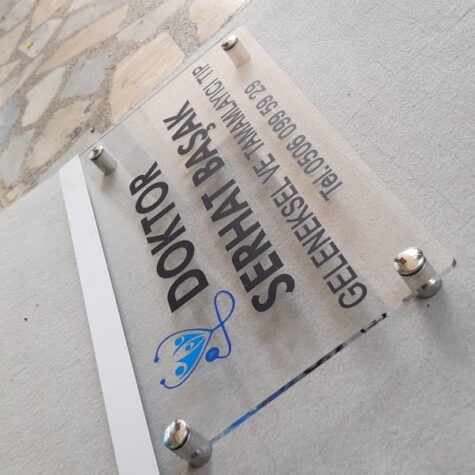 DOKTOR
SERHAT BAŞAK
GELENEKSEL VE TAMAMLAYICI TIP
Tel.0506 099 59 29